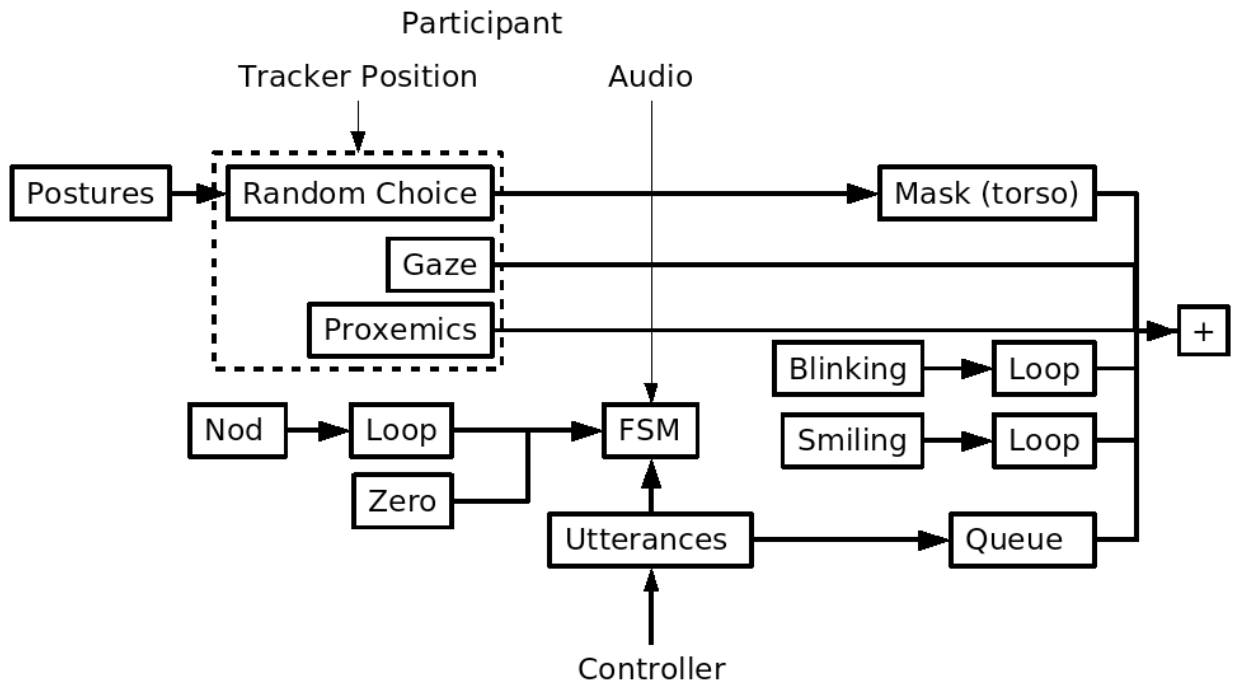 Participant
Tracker Position
Audio
Postures
Random Choice
Mask (torso)
Gaze
Proxemics
+
Blinking
Loop
Nod
Loop
FSM
Smiling
Loop
Zero
Utterances
Queue
Controller